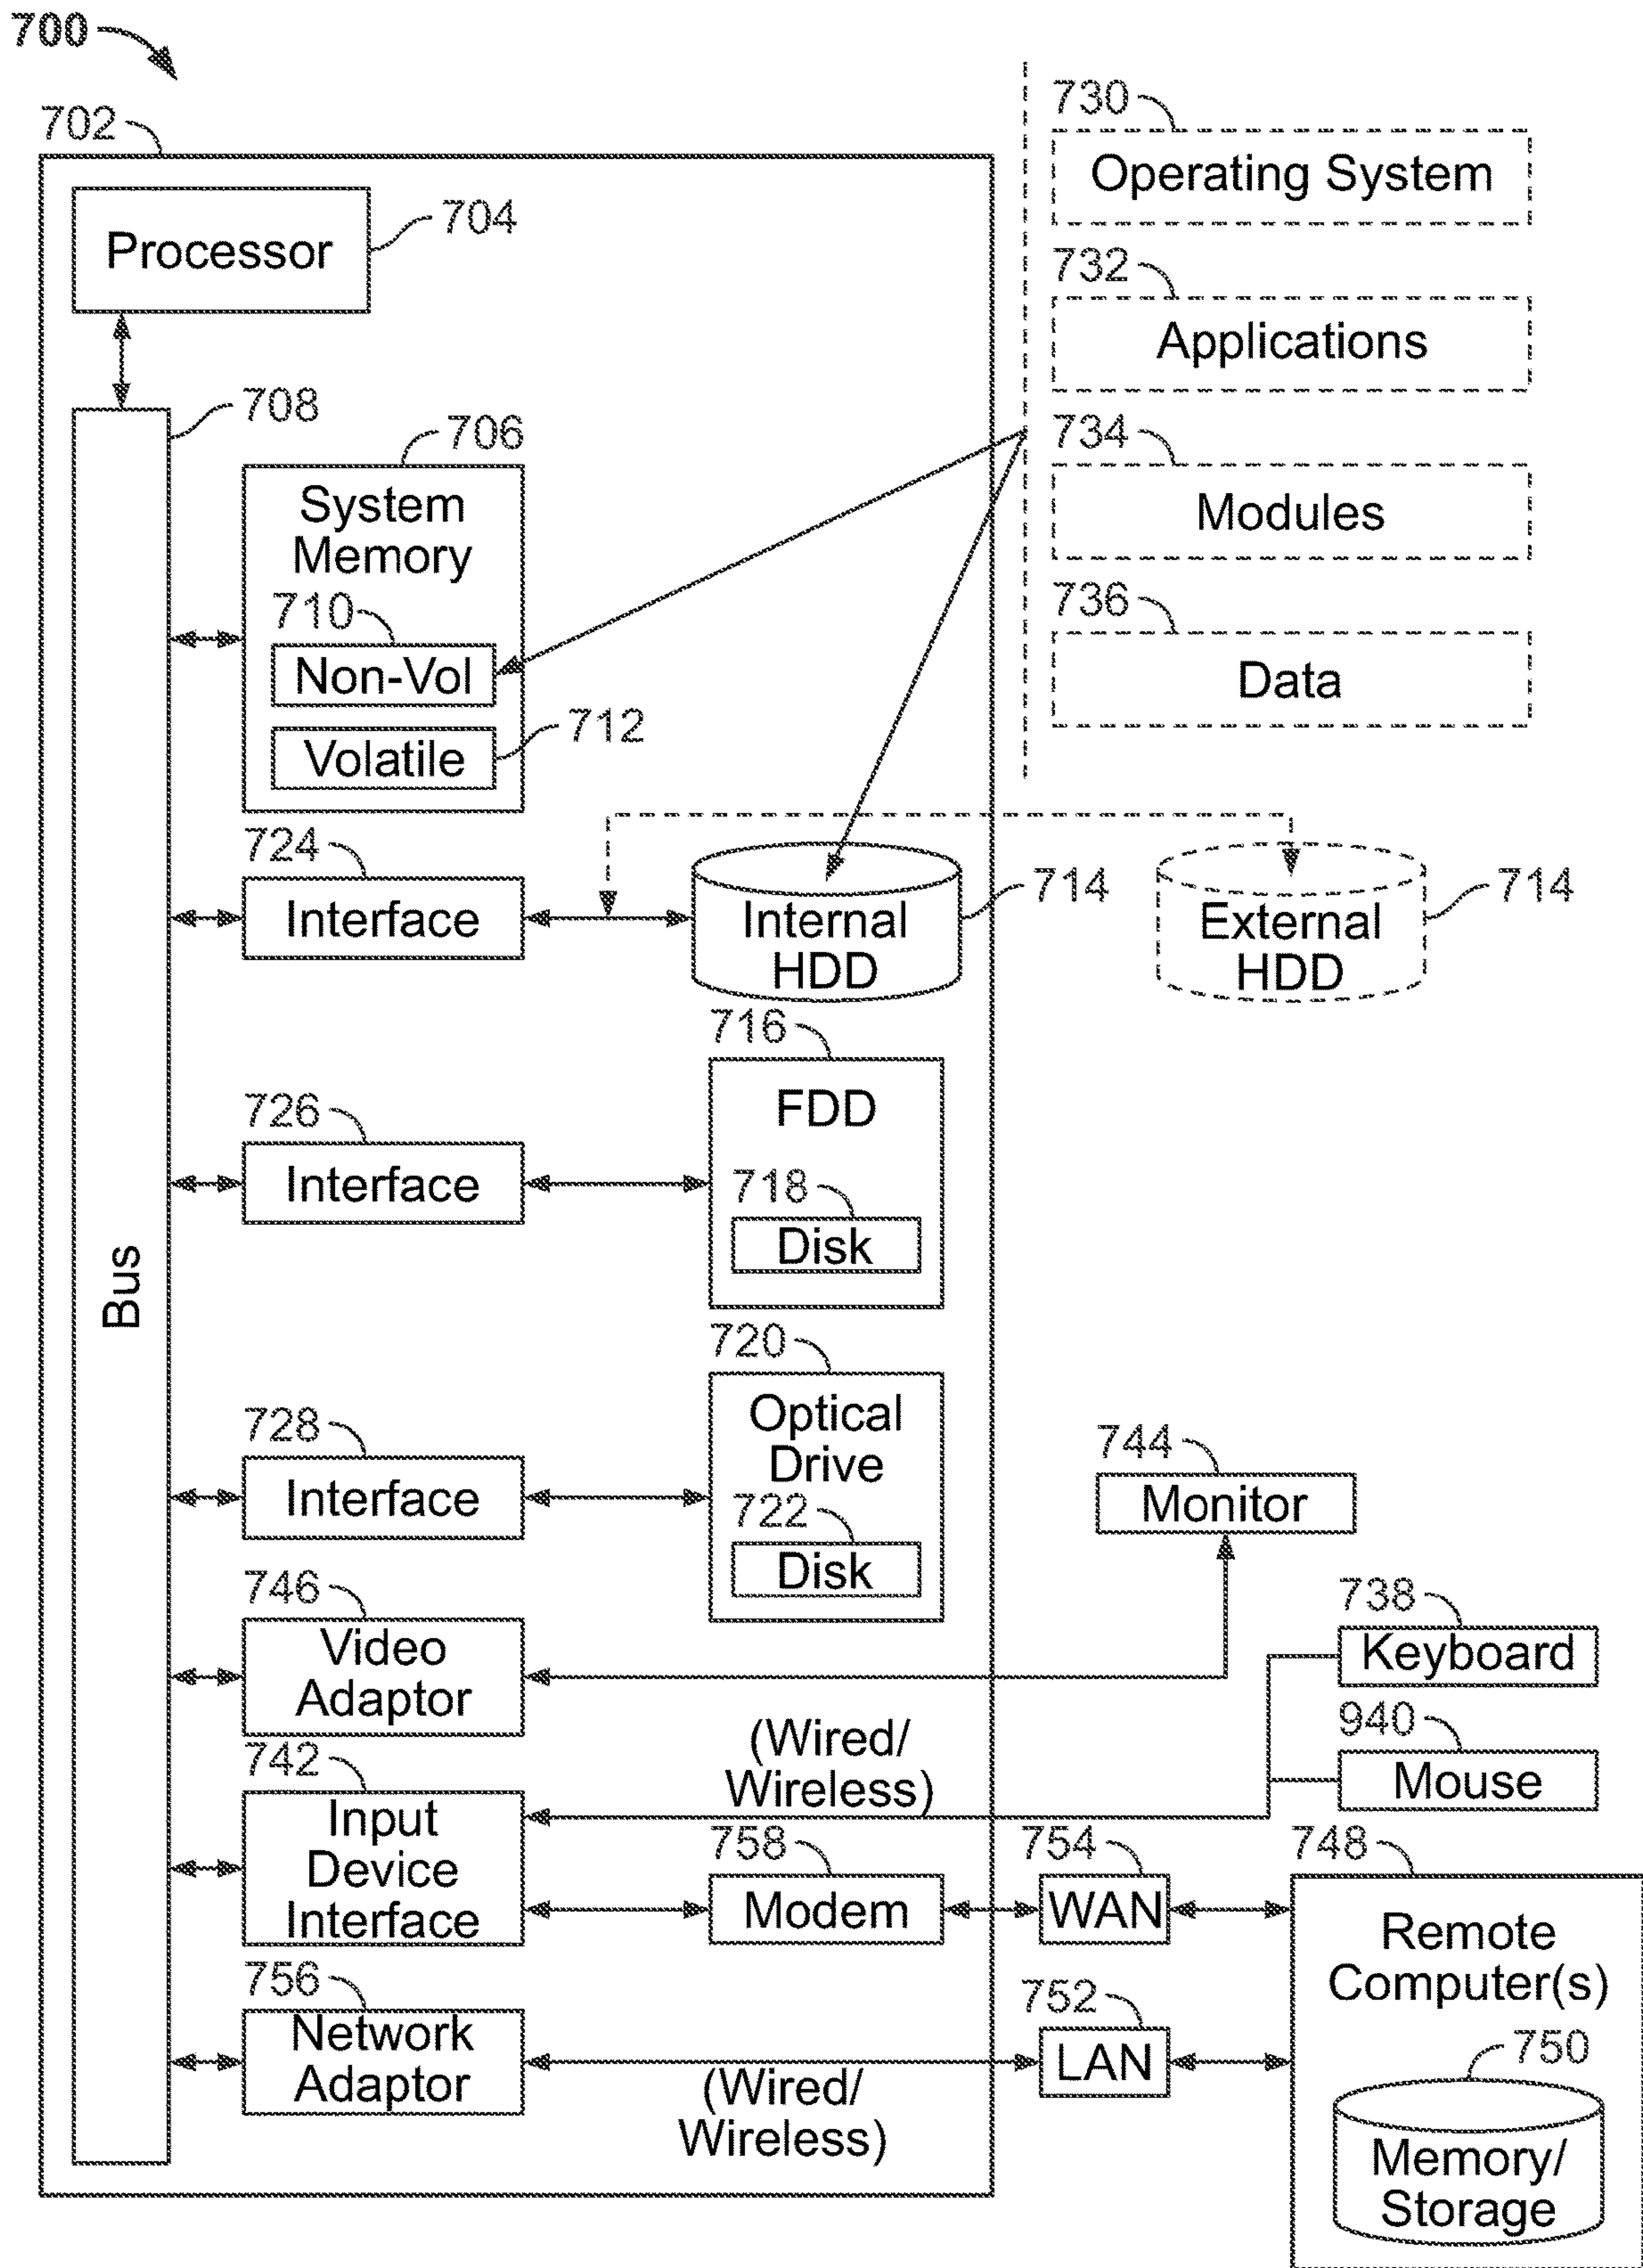 700
702
Processor
704
708
Bus
706
System
Memory
710
Non-Vol
712
Volatile
730
Operating System
732
Applications
734
Modules
736
Data
724
Interface
Internal
HDD
714
External
HDD
714
716
FDD
718
Disk
726
Interface
720
Optical
Drive
722
Disk
728
Interface
744
Monitor
746
Video
Adaptor
738
Keyboard
940
Mouse
(Wired/
Wireless)
742
Input
Device
Interface
758
Modem
754
WAN
748
Remote
Computer(s)
750
Memory/
Storage
756
Network
Adaptor
(Wired/
Wireless)
752
LAN